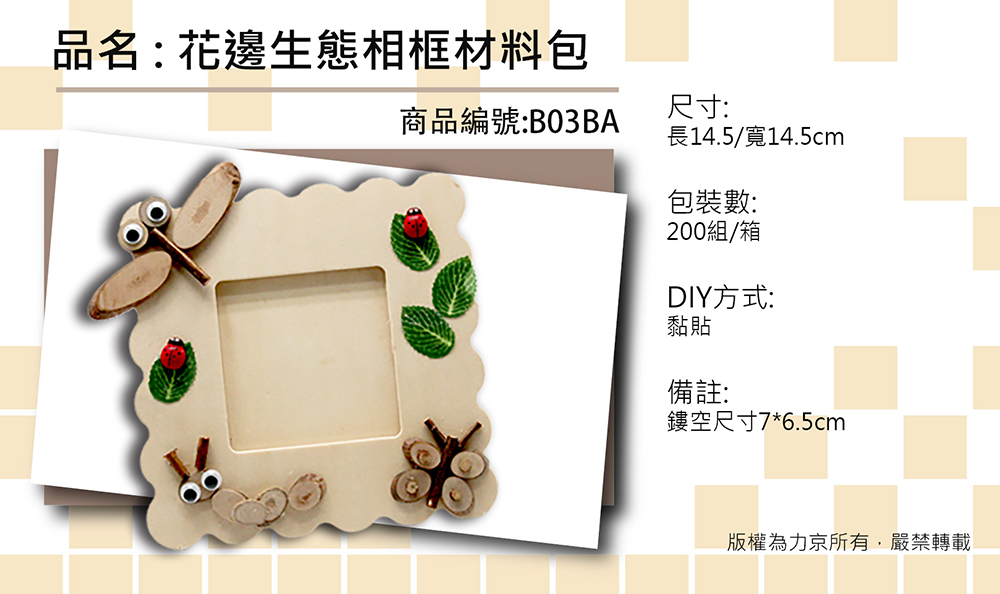 品名 : 花邊生態相框材料包
商品編號:B03BA
尺寸:
長14.5/寬14.5cm
包裝數:
200組/箱
DIY方式:
黏貼
備註:
鏤空尺寸7*6.5cm
版權為力京所有，嚴禁轉載